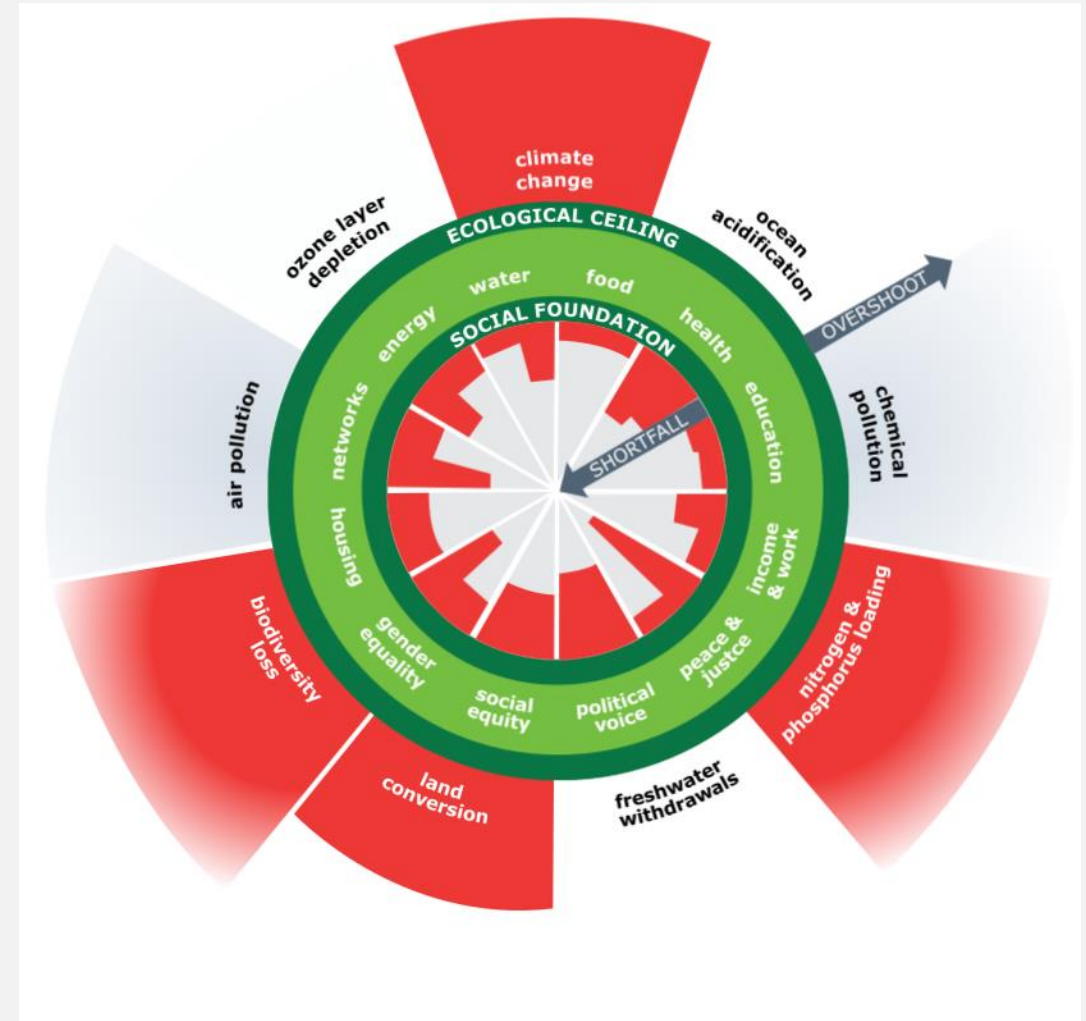 climate
change
ECOLOGICAL CEILING
ozone layer
depletion
ocean
acidification
OVERSHOOT
water
food
energy
health
SOCIAL FOUNDATION
networks
education
SHORTFALL
air pollution
chemical
pollution
housing
income
& work
biodiversity
loss
gender
equality
peace &
justce
nitrogen &
phosphorus loading
social
equity
political
voice
land
conversion
freshwater
withdrawals